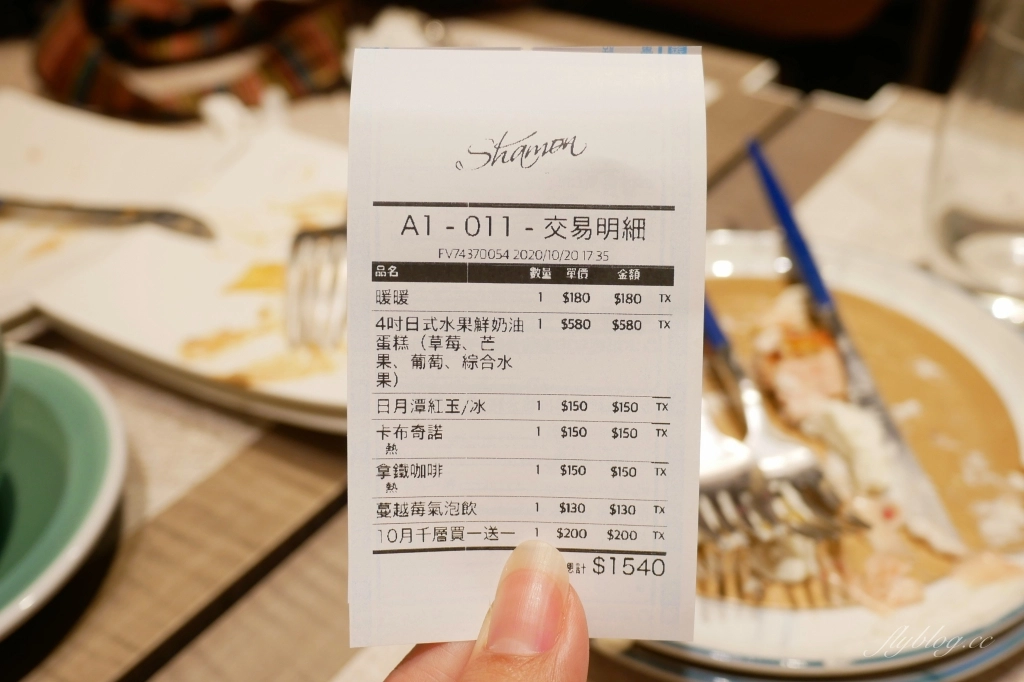 Shamon
A1 - 011 - 交易明細
FV74370054 2020/10/20 17:35
品名 數量 單價 金額
暖暖 1 $180 $180 TX
4吋日式水果鮮奶油 1 $580 $580 TX
蛋糕（草莓、芒
果、葡萄、綜合水
果）
日月潭紅玉/冰 1 $150 $150 TX
卡布奇諾 1 $150 $150 TX
熱
拿鐵咖啡 1 $150 $150 TX
熱
蔓越莓氣泡飲 1 $130 $130 TX
10月千層買一送一 1 $200 $200 TX
總計 $1540
flyblog.cc